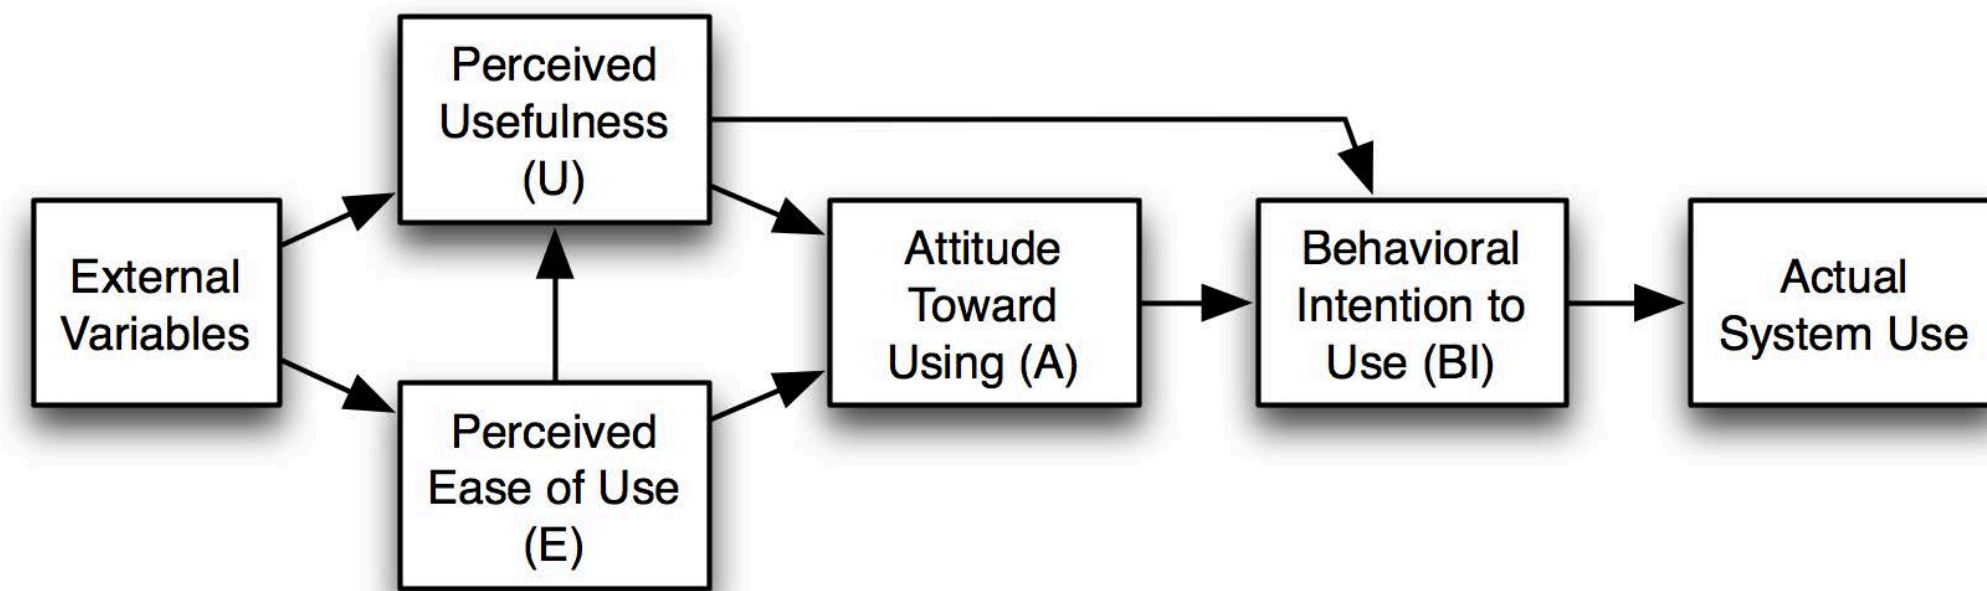 Perceived
Usefulness
(U)
External
Variables
Perceived
Ease of Use
(E)
Attitude
Toward
Using (A)
Behavioral
Intention to
Use (BI)
Actual
System Use